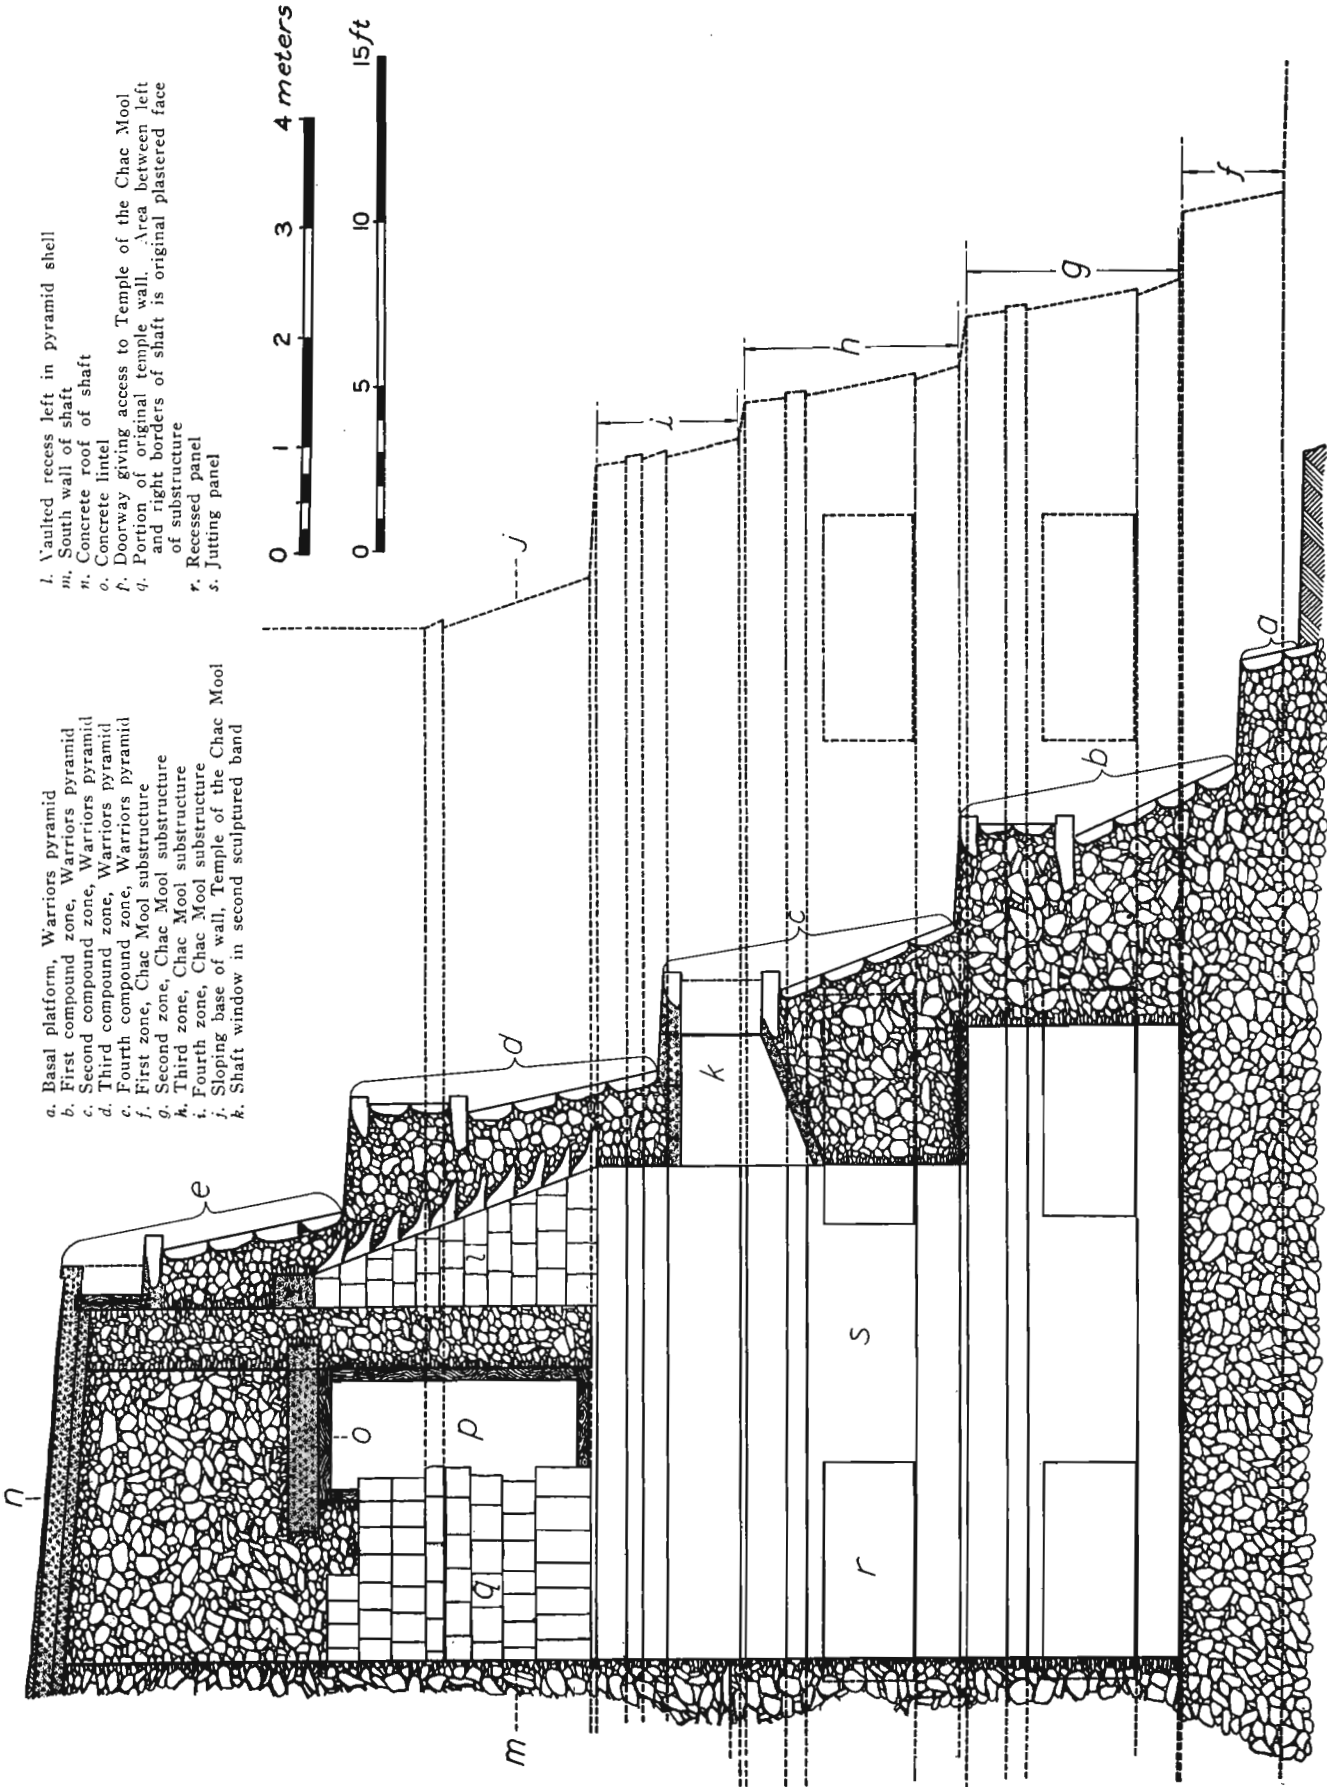 a. Basal platform, Warriors pyramid
b. First compound zone, Warriors pyramid
c. Second compound zone, Warriors pyramid
d. Third compound zone, Warriors pyramid
e. Fourth compound zone, Warriors pyramid
f. First zone, Chac Mool substructure
g. Second zone, Chac Mool substructure
h. Third zone, Chac Mool substructure
i. Fourth zone, Chac Mool substructure
j. Sloping base of wall, Temple of the Chac Mool
k. Shaft window in second sculptured band
l. Vaulted recess left in pyramid shell
m. South wall of shaft
n. Concrete roof of shaft
o. Concrete lintel
p. Doorway giving access to Temple of the Chac Mool
q. Portion of original temple wall. Area between left
and right borders of shaft is original plastered face
of substructure
r. Recessed panel
s. Jutting panel
0 1 2 3 4 meters
0 5 10 15 ft
n
e
d
c
b
a
o
p
q
l
k
m
r
s
j
i
h
g
f